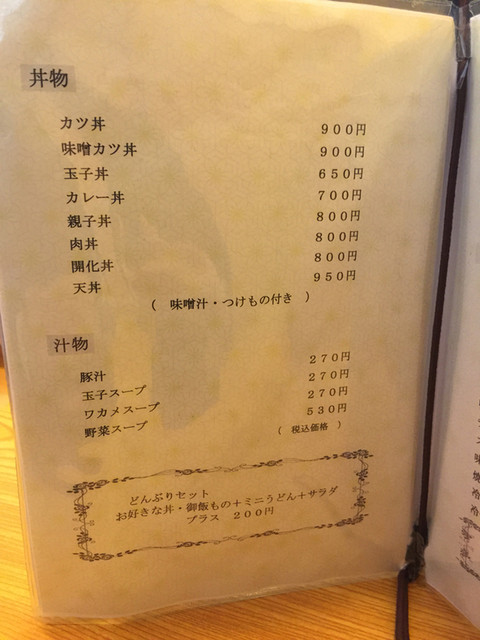 丼物
カツ丼 900円
味噌カツ丼 900円
玉子丼 650円
カレー丼 700円
親子丼 800円
肉丼 800円
開化丼 800円
天丼 950円
( 味噌汁・つけもの付き )
汁物
豚汁 270円
玉子スープ 270円
ワカメスープ 270円
野菜スープ 530円
( 税込価格 )
どんぶりセット
お好きな丼・御飯もの＋ミニうどん＋サラダ
プラス 200円